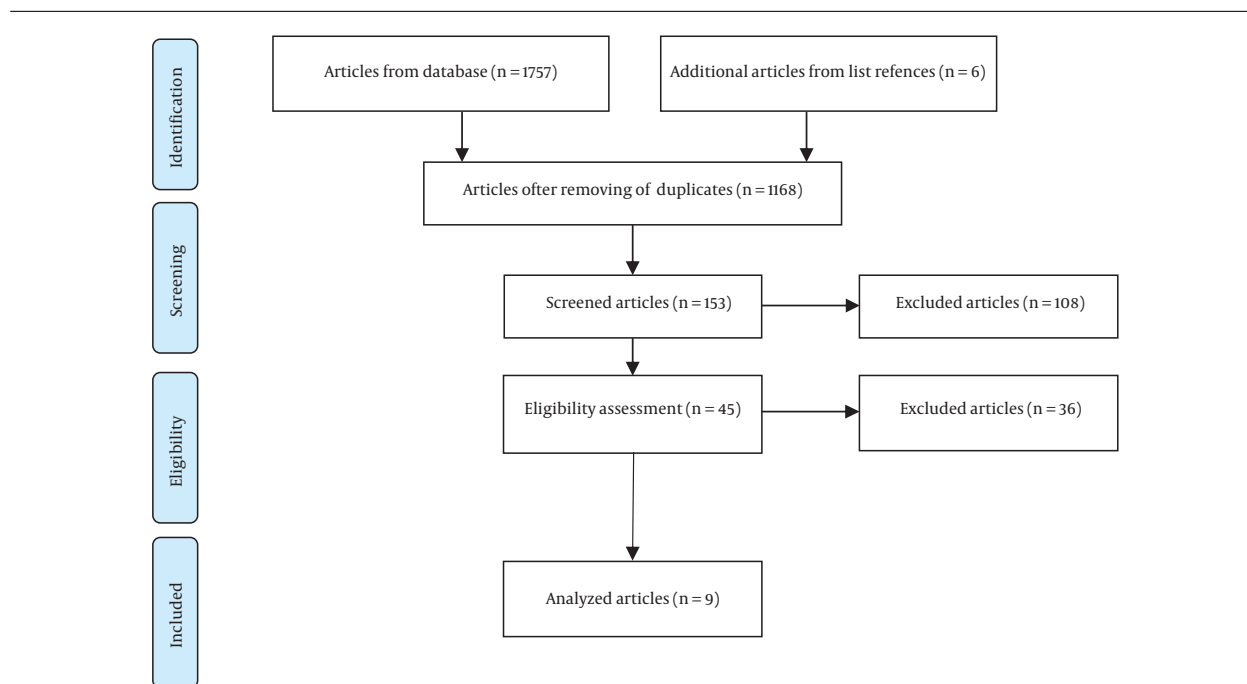 Identification
Articles from database (n = 1757)
Additional articles from list refences (n = 6)
Articles ofter removing of duplicates (n = 1168)
Screening
Screened articles (n = 153)
Excluded articles (n = 108)
Eligibility
Eligibility assessment (n = 45)
Excluded articles (n = 36)
Included
Analyzed articles (n = 9)